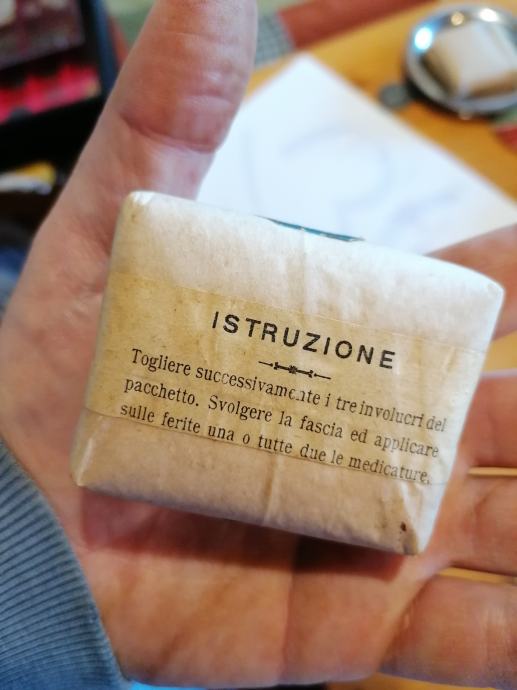 ISTRUZIONE
Togliere successivamente i tre involucri del
pacchetto. Svolgere la fascia ed applicare
sulle ferite una o tutte due le medicature.